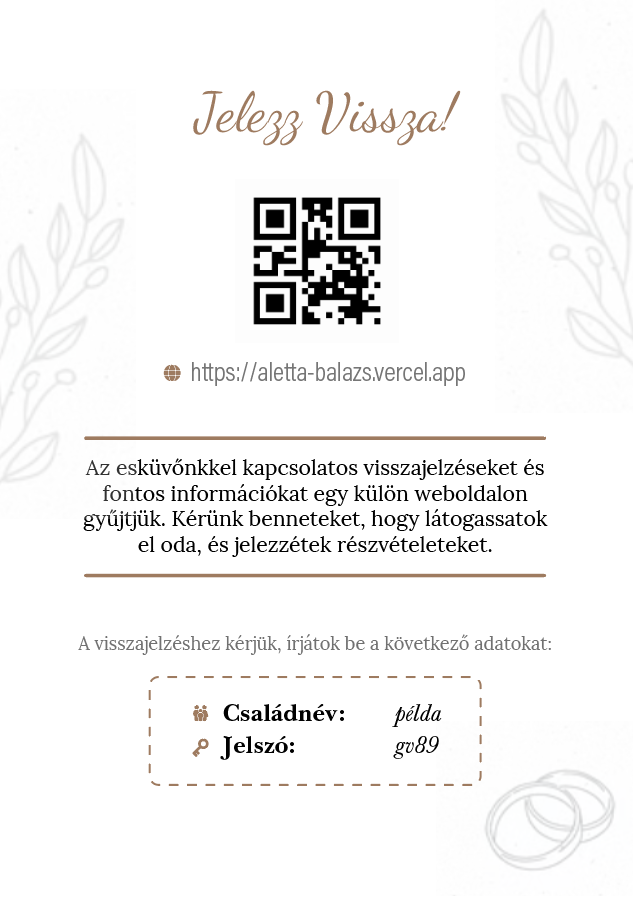 Jelezz Vissza!
https://aletta-balazs.vercel.app
Az esküvőnkkel kapcsolatos visszajelzéseket és
fontos információkat egy külön weboldalon
gyűjtjük. Kérünk benneteket, hogy látogassatok
el oda, és jelezzétek részvételeteket.
A visszajelzéshez kérjük, írjátok be a következő adatokat:
Családnév: példa
Jelszó: gv89